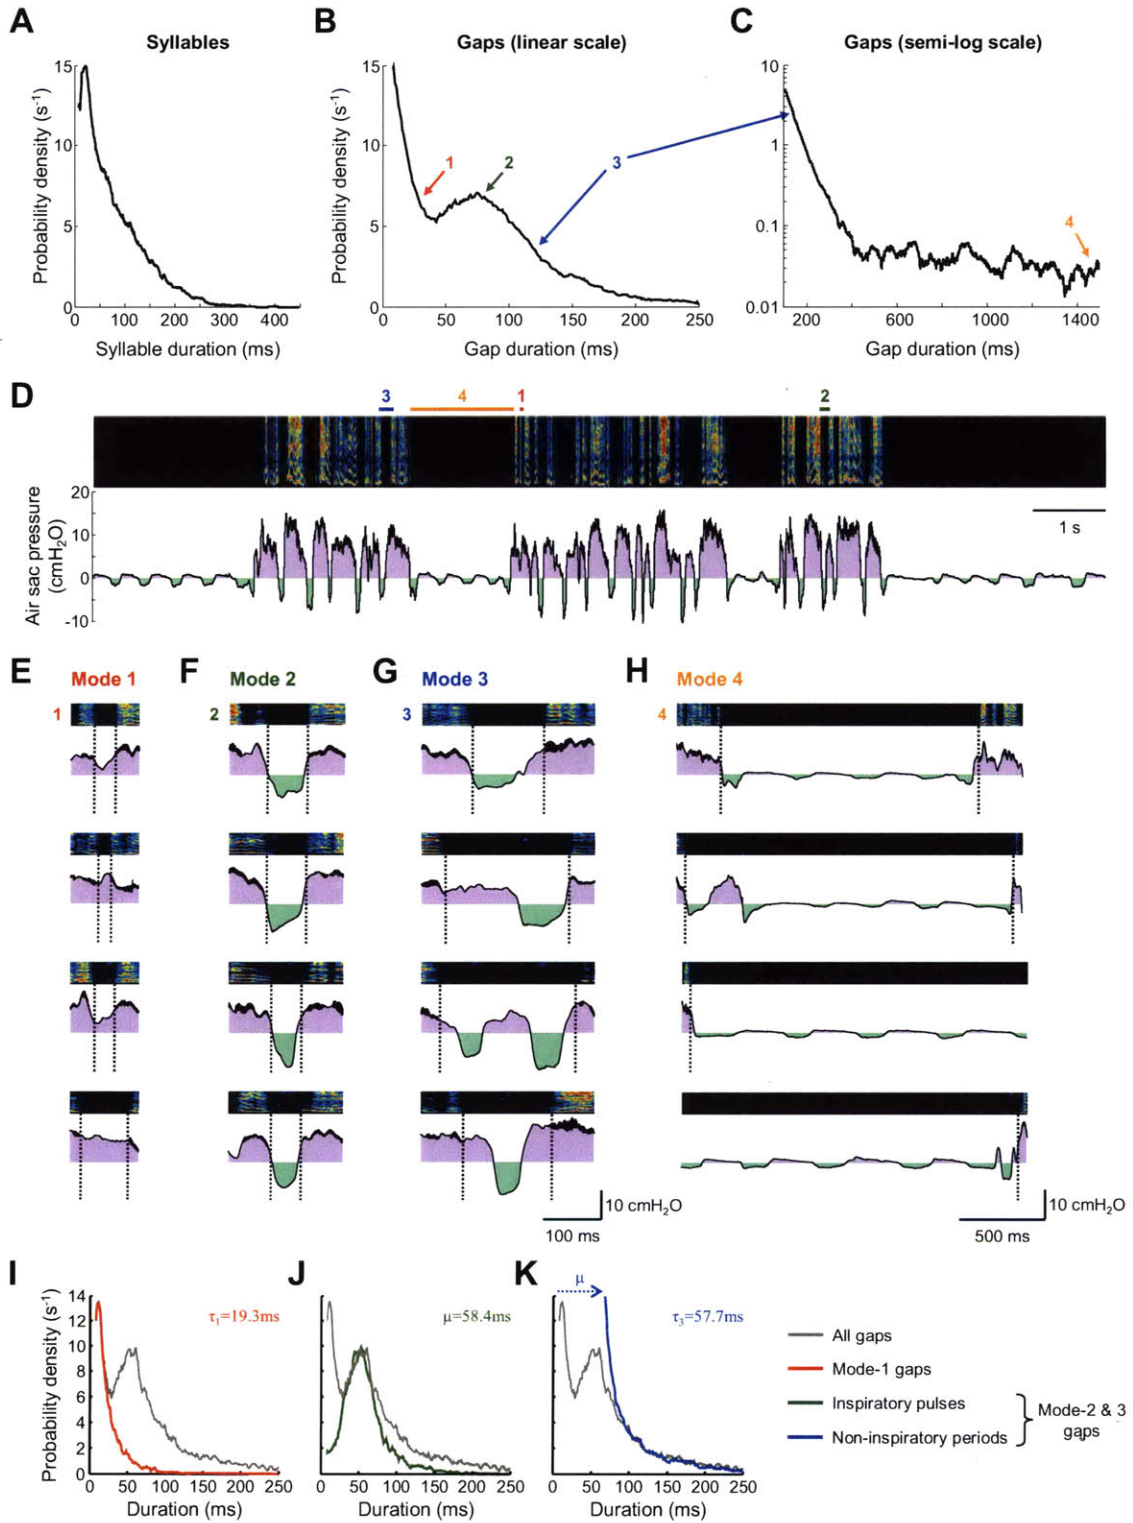 A
Syllables
Probability density (s-1)
15
10
5
0
0 100 200 300 400
Syllable duration (ms)
B
Gaps (linear scale)
Probability density (s-1)
15
10
5
0
0 50 100 150 200 250
Gap duration (ms)
1
2
3
C
Gaps (semi-log scale)
10
1
0.1
0.01
200 600 1000 1400
Gap duration (ms)
4
D
3 4 1 2
Air sac pressure
(cmH2O)
20
10
0
-10
1 s
E Mode 1
1
F Mode 2
2
G Mode 3
3
H Mode 4
4
10 cmH2O
100 ms
10 cmH2O
500 ms
I
Probability density (s-1)
14
12
10
8
6
4
2
0
0 50 100 150 200 250
Duration (ms)
τ1=19.3ms
J
μ=58.4ms
0 50 100 150 200 250
Duration (ms)
K
μ
τ3=57.7ms
0 50 100 150 200 250
Duration (ms)
All gaps
Mode-1 gaps
Inspiratory pulses
Non-inspiratory periods
Mode-2 & 3
gaps